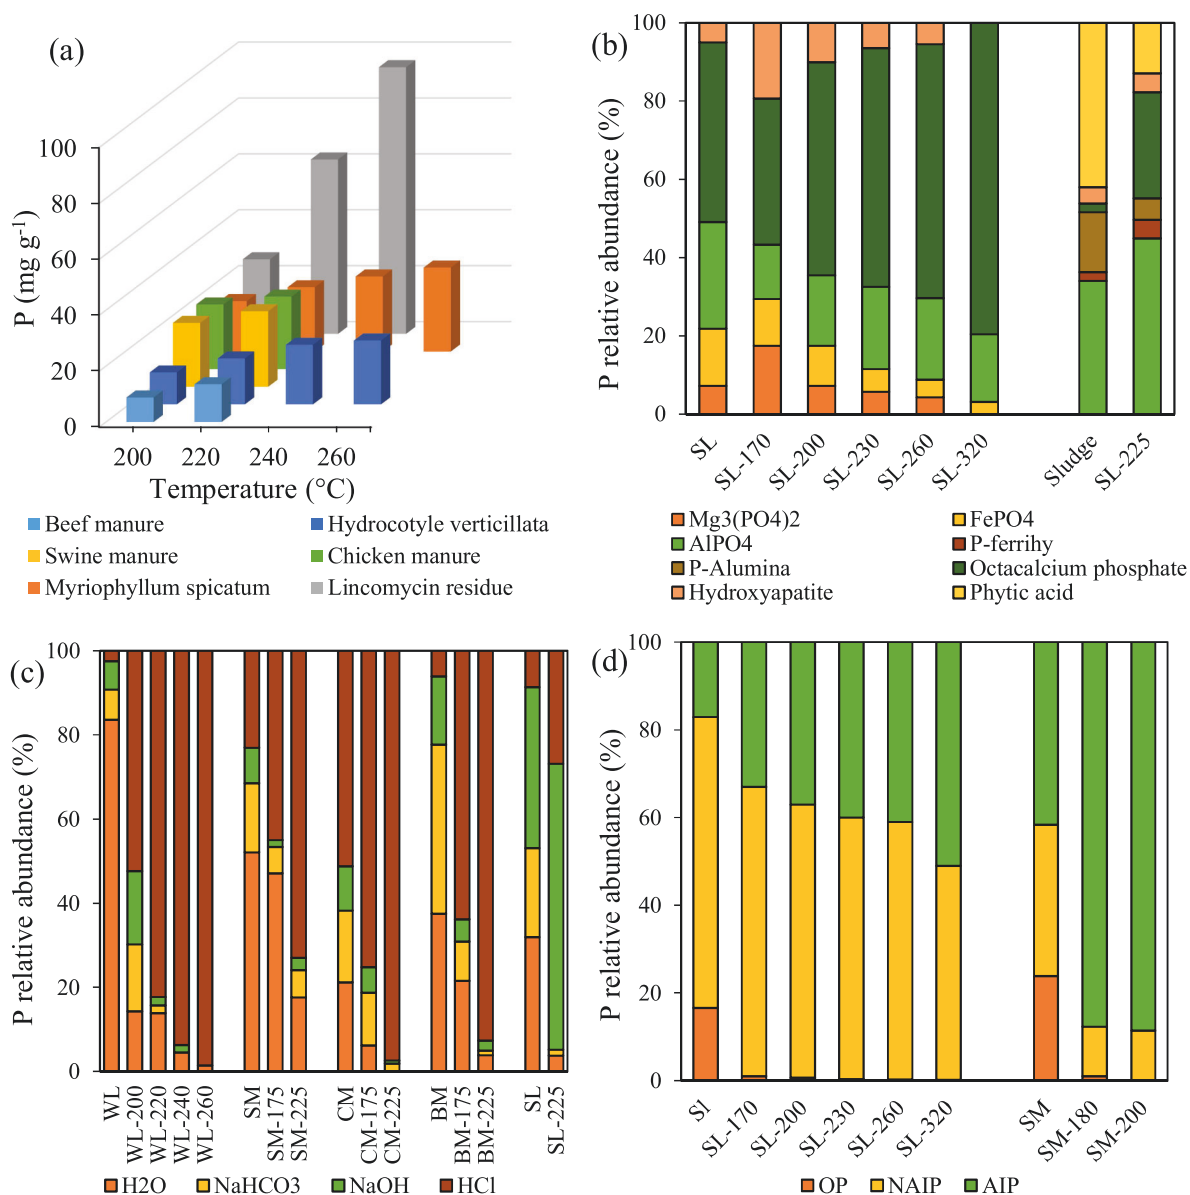 (a)
100
80
60
40
20
0
P (mg g-1)
200 220 240 260
Temperature (°C)
Beef manure
Hydrocotyle verticillata
Swine manure
Chicken manure
Myriophyllum spicatum
Lincomycin residue
(b)
100
80
60
40
20
0
P relative abundance (%)
SL SL-170 SL-200 SL-230 SL-260 SL-320 Sludge SL-225
Mg3(PO4)2
FePO4
AlPO4
P-ferrihy
P-Alumina
Octacalcium phosphate
Hydroxyapatite
Phytic acid
(c)
100
80
60
40
20
0
P relative abundance (%)
WL WL-200 WL-220 WL-240 WL-260 SM SM-175 SM-225 CM CM-175 CM-225 BM BM-175 BM-225 SL SL-225
H2O NaHCO3 NaOH HCl
(d)
100
80
60
40
20
0
P relative abundance (%)
Sl SL-170 SL-200 SL-230 SL-260 SL-320 SM SM-180 SM-200
OP NAIP AIP